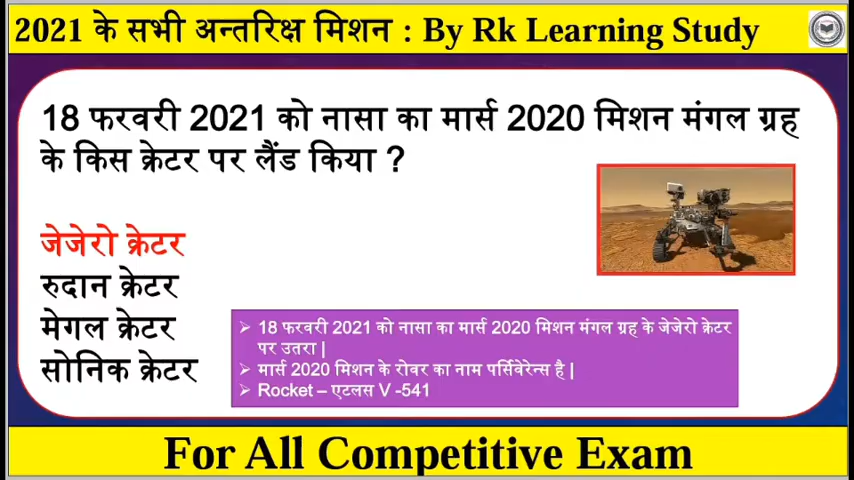 2021 के सभी अन्तरिक्ष मिशन : By Rk Learning Study
18 फरवरी 2021 को नासा का मार्स 2020 मिशन मंगल ग्रह
के किस क्रेटर पर लैंड किया ?
जेजेरो क्रेटर
रुदान क्रेटर
मेगल क्रेटर
सोनिक क्रेटर
➢ 18 फरवरी 2021 को नासा का मार्स 2020 मिशन मंगल ग्रह के जेजेरो क्रेटर
पर उतरा |
➢ मार्स 2020 मिशन के रोवर का नाम पर्सिवेरेन्स है |
➢ Rocket – एटलस V -541
For All Competitive Exam